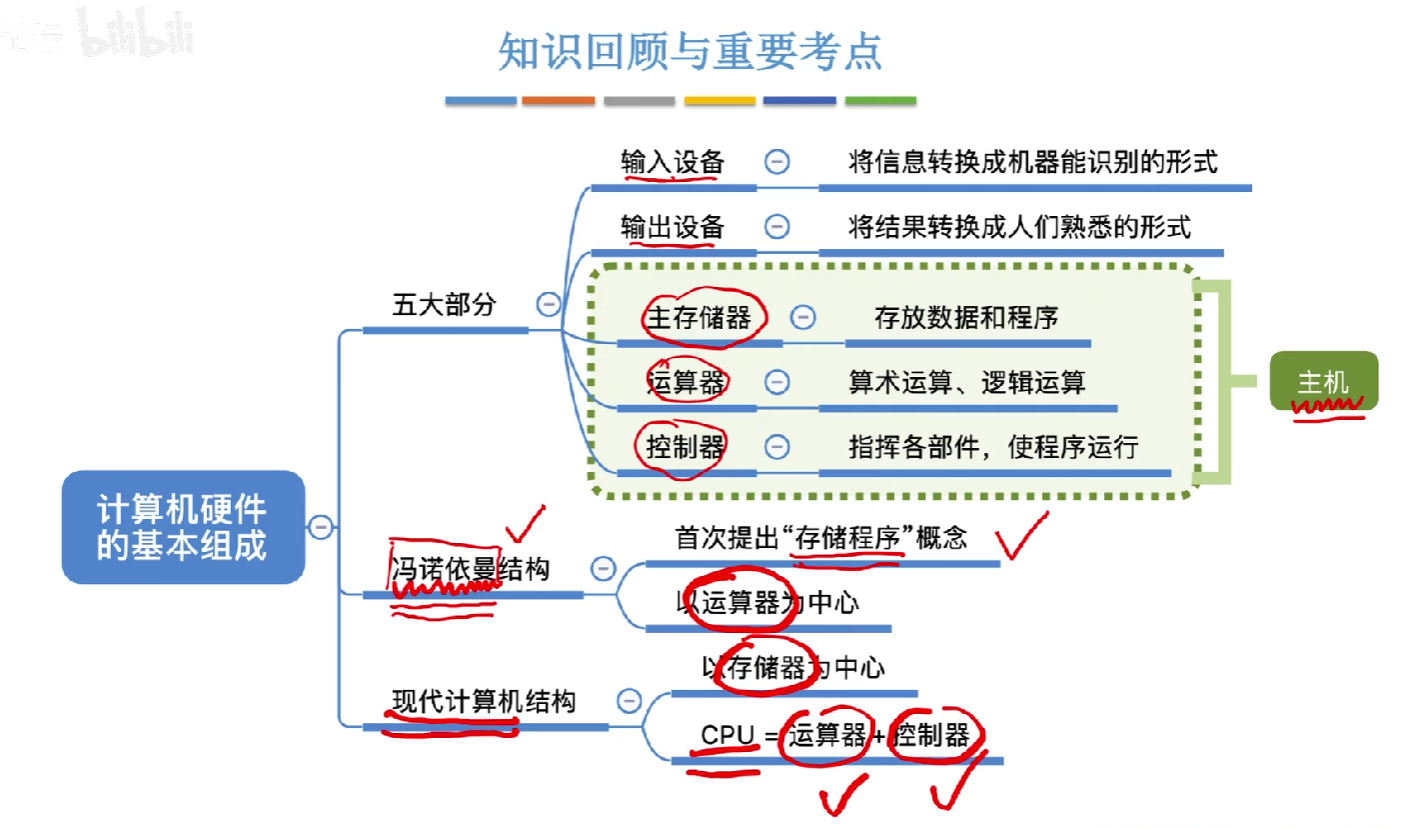 bilibili
知识回顾与重要考点
输入设备
将信息转换成机器能识别的形式
输出设备
将结果转换成人们熟悉的形式
五大部分
主存储器
存放数据和程序
运算器
算术运算、逻辑运算
主机
控制器
指挥各部件，使程序运行
计算机硬件
的基本组成
冯诺依曼结构
首次提出“存储程序”概念
以运算器为中心
现代计算机结构
以存储器为中心
CPU = 运算器+控制器